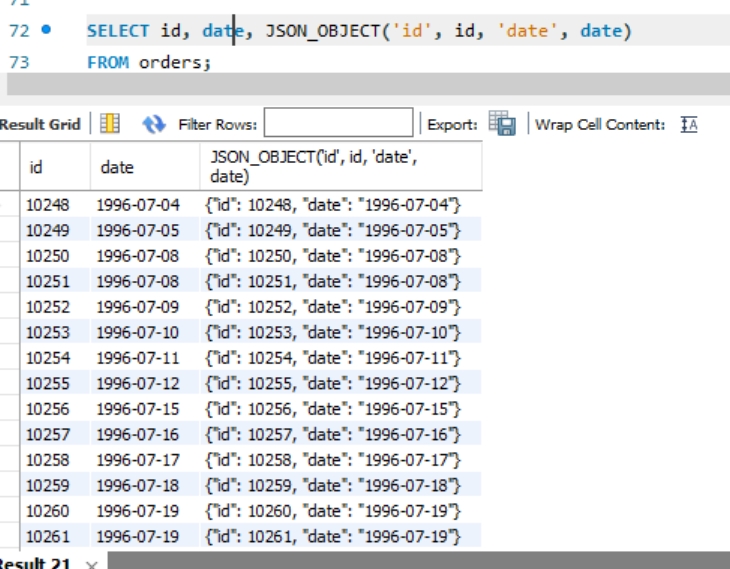 71
72 SELECT id, date, JSON_OBJECT('id', id, 'date', date)
73 FROM orders;
Result Grid Filter Rows: Export: Wrap Cell Content: IA
id date JSON_OBJECT('id', id, 'date', date)
10248 1996-07-04 {"id": 10248, "date": "1996-07-04"}
10249 1996-07-05 {"id": 10249, "date": "1996-07-05"}
10250 1996-07-08 {"id": 10250, "date": "1996-07-08"}
10251 1996-07-08 {"id": 10251, "date": "1996-07-08"}
10252 1996-07-09 {"id": 10252, "date": "1996-07-09"}
10253 1996-07-10 {"id": 10253, "date": "1996-07-10"}
10254 1996-07-11 {"id": 10254, "date": "1996-07-11"}
10255 1996-07-12 {"id": 10255, "date": "1996-07-12"}
10256 1996-07-15 {"id": 10256, "date": "1996-07-15"}
10257 1996-07-16 {"id": 10257, "date": "1996-07-16"}
10258 1996-07-17 {"id": 10258, "date": "1996-07-17"}
10259 1996-07-18 {"id": 10259, "date": "1996-07-18"}
10260 1996-07-19 {"id": 10260, "date": "1996-07-19"}
10261 1996-07-19 {"id": 10261, "date": "1996-07-19"}
Result 21